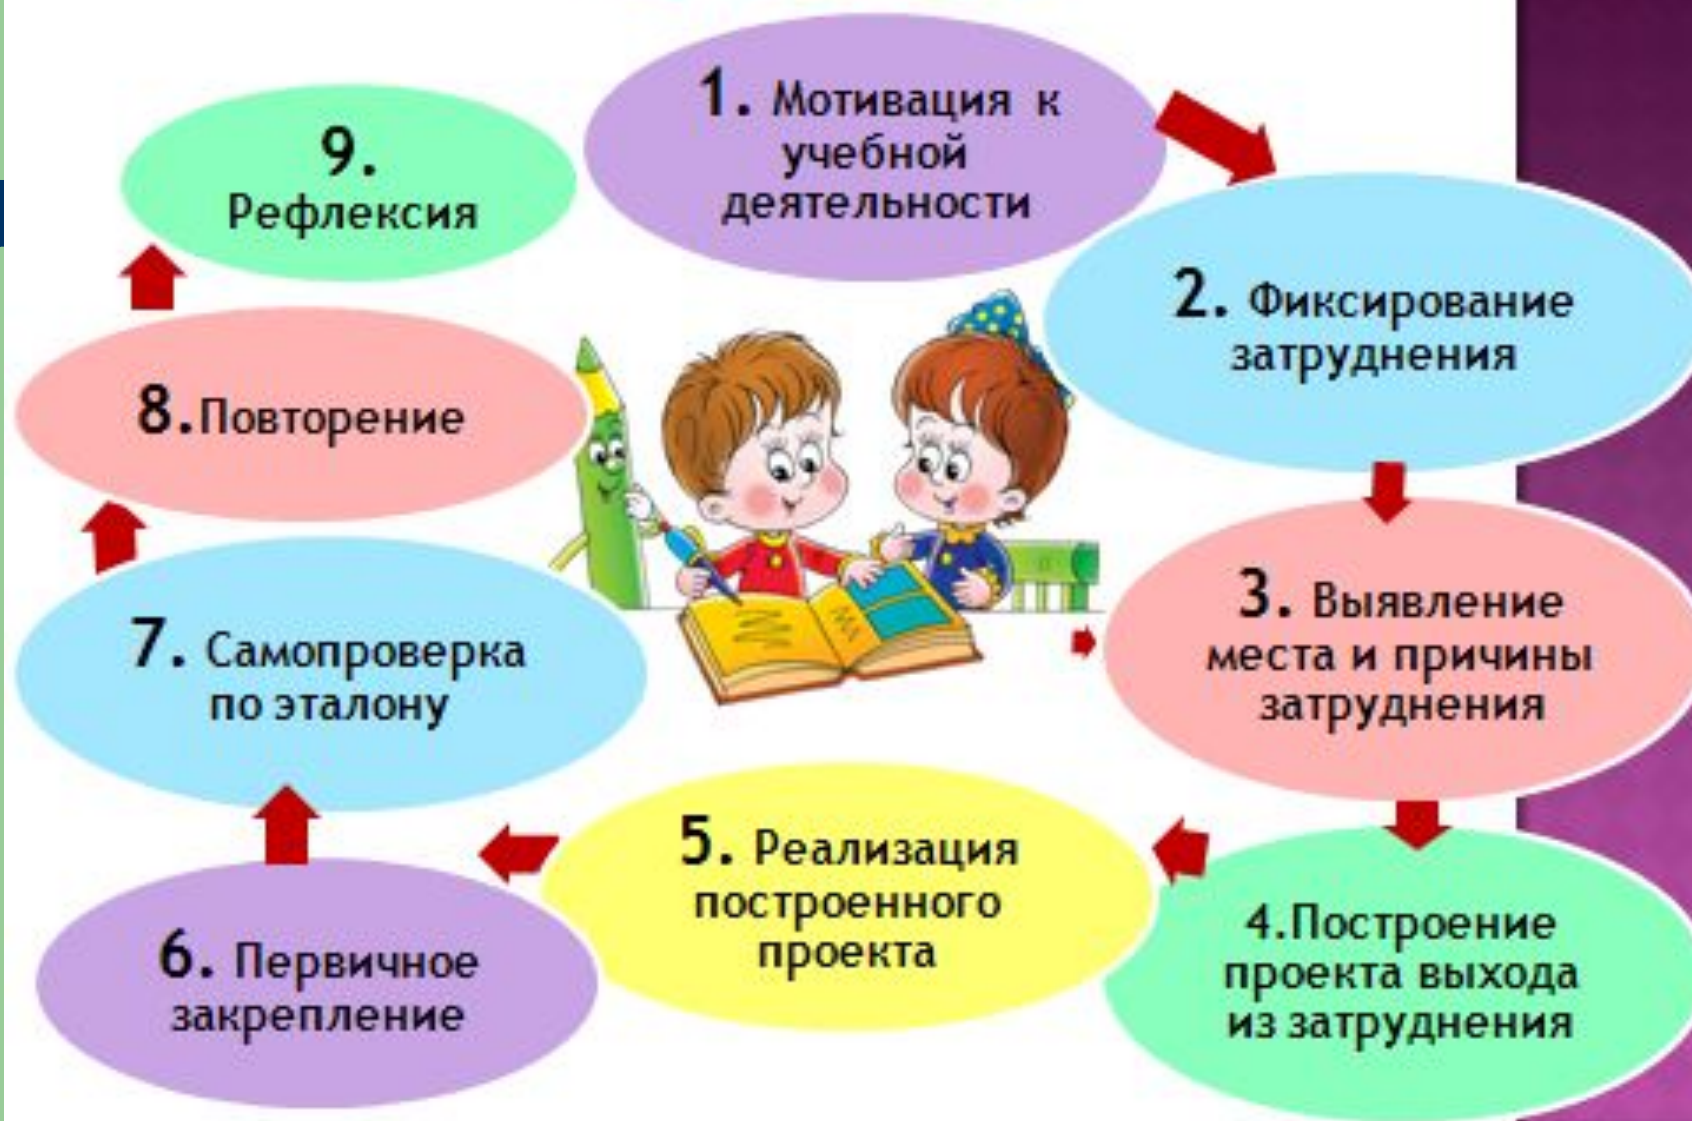 1. Мотивация к
учебной
деятельности
2. Фиксирование
затруднения
3. Выявление
места и причины
затруднения
4.Построение
проекта выхода
из затруднения
5. Реализация
построенного
проекта
6. Первичное
закрепление
7. Самопроверка
по эталону
8.Повторение
9.
Рефлексия